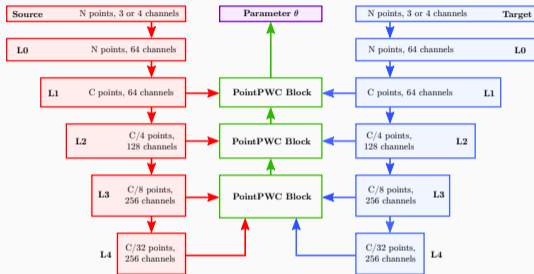 Source N points, 3 or 4 channels
Parameter θ
N points, 3 or 4 channels Target
L0 N points, 64 channels
N points, 64 channels L0
L1 C points, 64 channels
PointPWC Block
C points, 64 channels L1
L2 C/4 points,
128 channels
PointPWC Block
C/4 points,
128 channels
L2
L3 C/8 points,
256 channels
PointPWC Block
C/8 points,
256 channels
L3
L4 C/32 points,
256 channels
C/32 points,
256 channels
L4